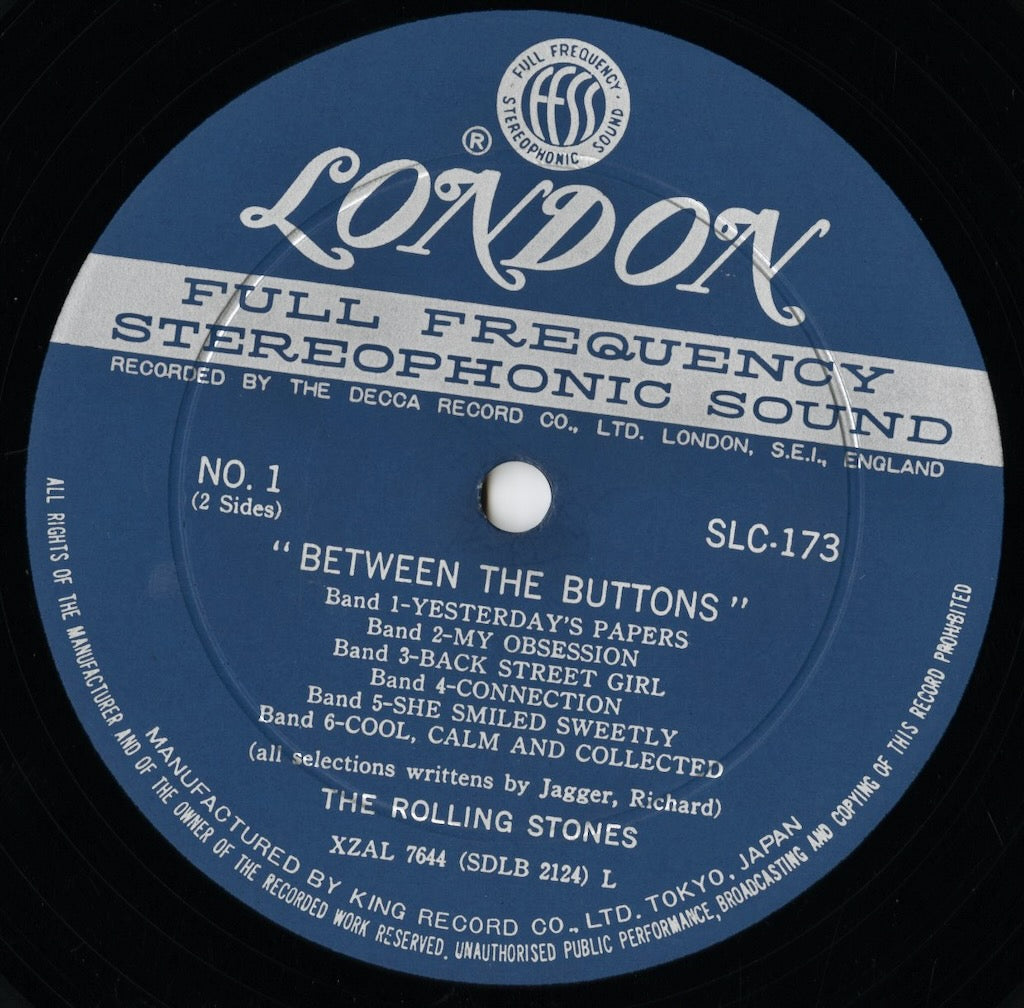 FULL FREQUENCY
STEREOPHONIC SOUND
ffss
®
LONDON
FULL FREQUENCY
STEREOPHONIC SOUND
RECORDED BY THE DECCA RECORD CO., LTD. LONDON, S.E.I., ENGLAND
NO. 1
(2 Sides)
SLC-173
"BETWEEN THE BUTTONS"
Band 1-YESTERDAY'S PAPERS
Band 2-MY OBSESSION
Band 3-BACK STREET GIRL
Band 4-CONNECTION
Band 5-SHE SMILED SWEETLY
Band 6-COOL, CALM AND COLLECTED
(all selections writtens by Jagger, Richard)
THE ROLLING STONES
XZAL 7644 (SDLB 2124) L
MANUFACTURED BY KING RECORD CO., LTD. TOKYO, JAPAN
ALL RIGHTS OF THE MANUFACTURER AND OF THE OWNER OF THE RECORDED WORK RESERVED. UNAUTHORISED PUBLIC PERFORMANCE, BROADCASTING AND COPYING OF THIS RECORD PROHIBITED